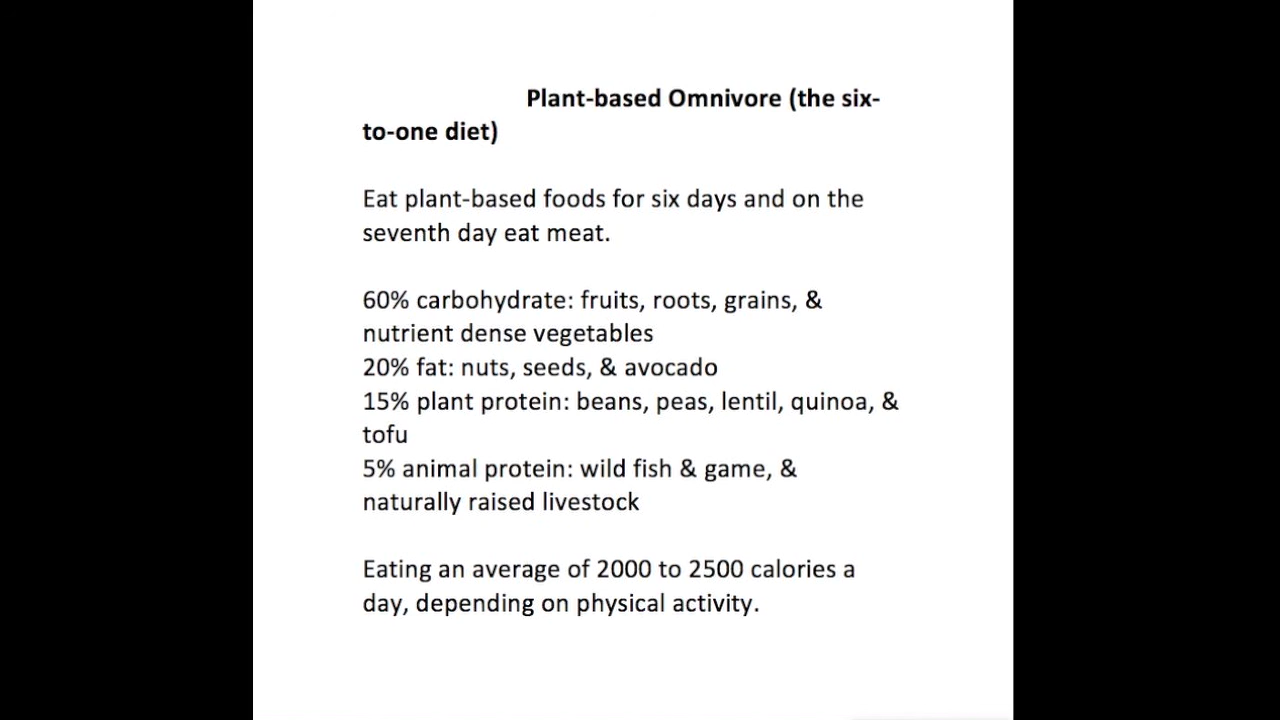 Plant-based Omnivore (the six-
to-one diet)
Eat plant-based foods for six days and on the
seventh day eat meat.
60% carbohydrate: fruits, roots, grains, &
nutrient dense vegetables
20% fat: nuts, seeds, & avocado
15% plant protein: beans, peas, lentil, quinoa, &
tofu
5% animal protein: wild fish & game, &
naturally raised livestock
Eating an average of 2000 to 2500 calories a
day, depending on physical activity.